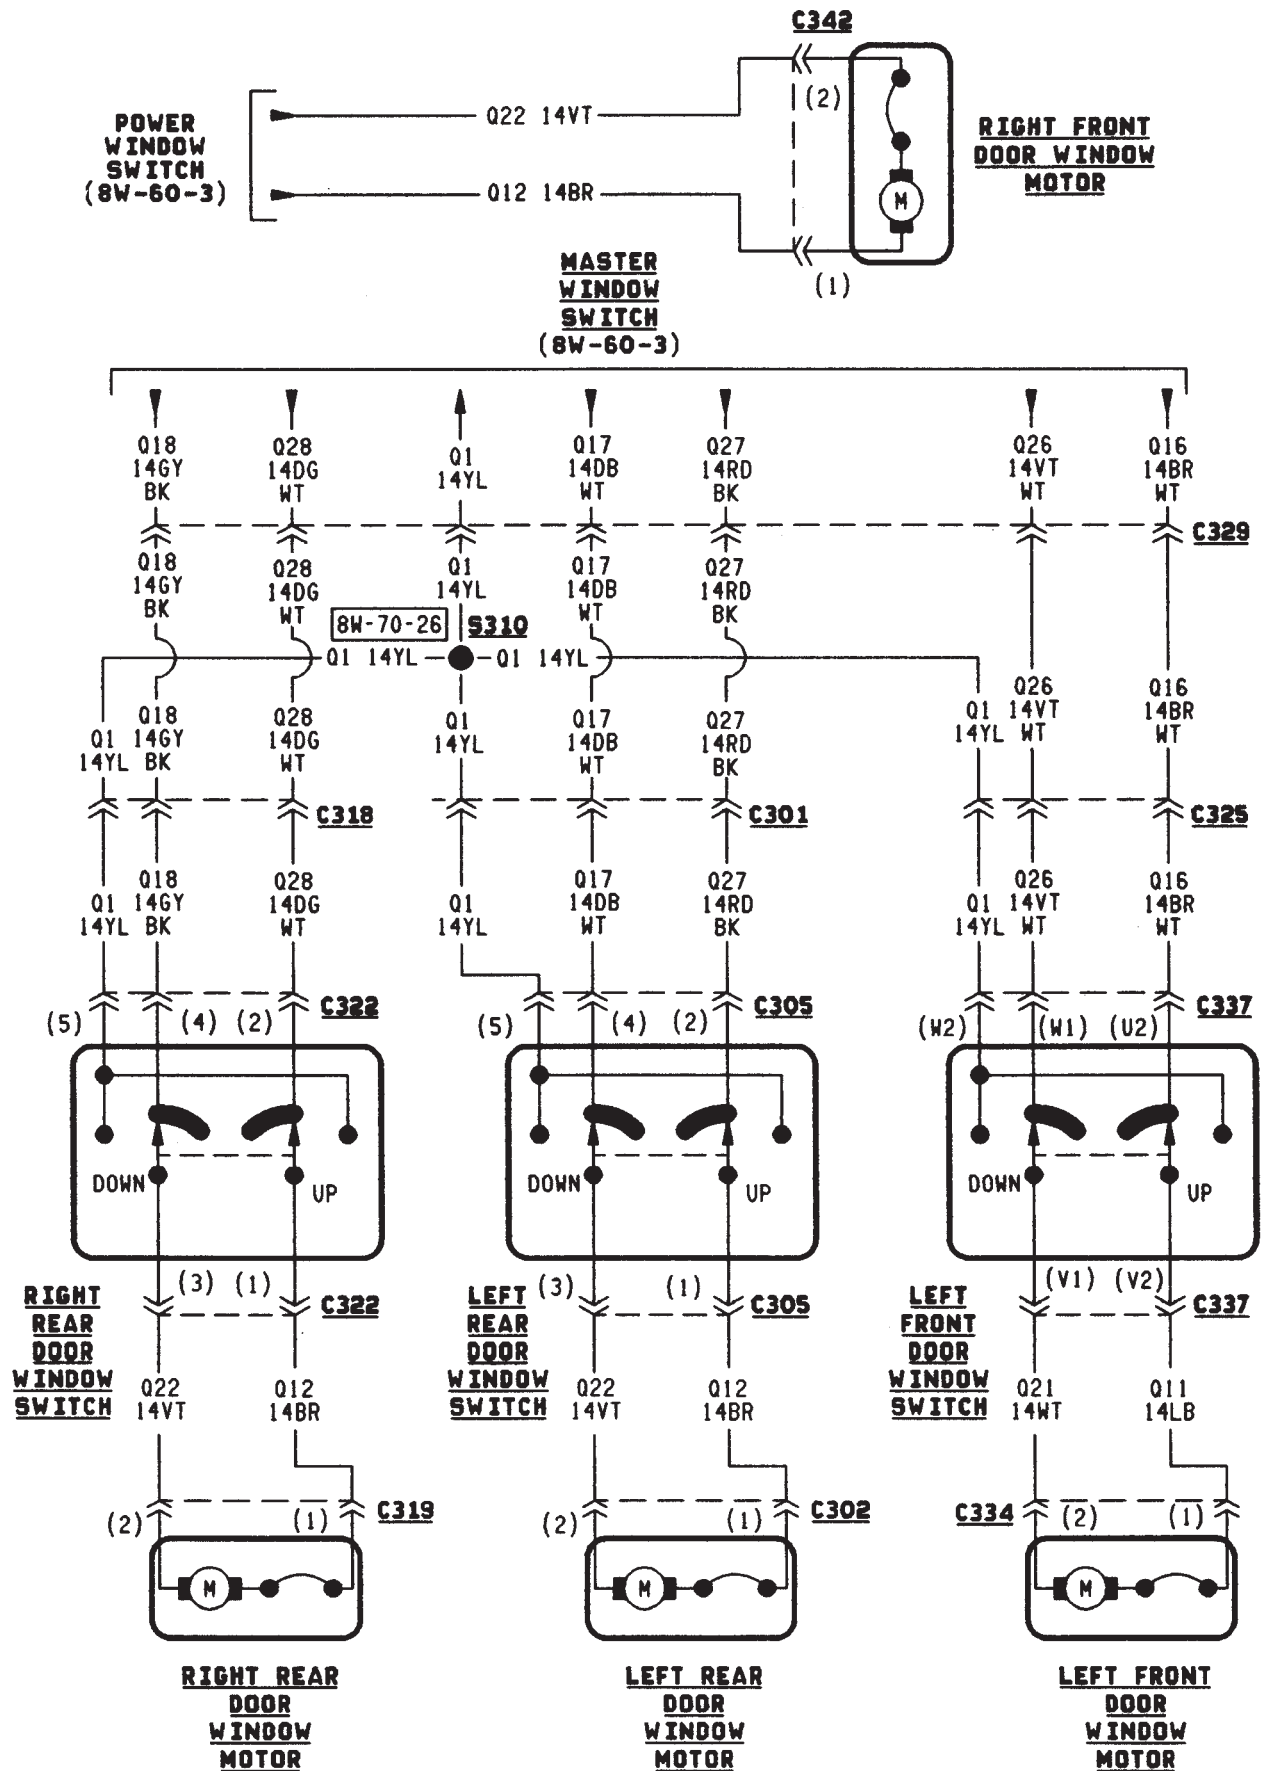 C342
(2)
Q22 14VT
POWER
WINDOW
SWITCH
(8W-60-3)
RIGHT FRONT
DOOR WINDOW
MOTOR
Q12 14BR
M
(1)
MASTER
WINDOW
SWITCH
(8W-60-3)
Q18
14GY
BK
Q28
14DG
WT
Q1
14YL
Q17
14DB
WT
Q27
14RD
BK
Q26
14VT
WT
Q16
14BR
WT
C329
Q18
14GY
BK
Q28
14DG
WT
Q1
14YL
Q17
14DB
WT
Q27
14RD
BK
8W-70-26
S310
Q1 14YL
Q1 14YL
Q1
14YL
Q18
14GY
BK
Q28
14DG
WT
Q1
14YL
Q17
14DB
WT
Q27
14RD
BK
Q1
14YL
Q26
14VT
WT
Q16
14BR
WT
C318
C301
C325
Q1
14YL
Q18
14GY
BK
Q28
14DG
WT
Q1
14YL
Q17
14DB
WT
Q27
14RD
BK
Q1
14YL
Q26
14VT
WT
Q16
14BR
WT
(5)
(4)
(2)
C322
(5)
(4)
(2)
C305
(W2)
(W1)
(U2)
C337
DOWN
UP
DOWN
UP
DOWN
UP
RIGHT
REAR
DOOR
WINDOW
SWITCH
(3)
(1)
C322
LEFT
REAR
DOOR
WINDOW
SWITCH
(3)
(1)
C305
LEFT
FRONT
DOOR
WINDOW
SWITCH
(V1)
(V2)
C337
Q22
14VT
Q12
14BR
Q22
14VT
Q12
14BR
Q21
14WT
Q11
14LB
(2)
(1)
C319
(2)
(1)
C302
C334
(2)
(1)
M
M
M
RIGHT REAR
DOOR
WINDOW
MOTOR
LEFT REAR
DOOR
WINDOW
MOTOR
LEFT FRONT
DOOR
WINDOW
MOTOR